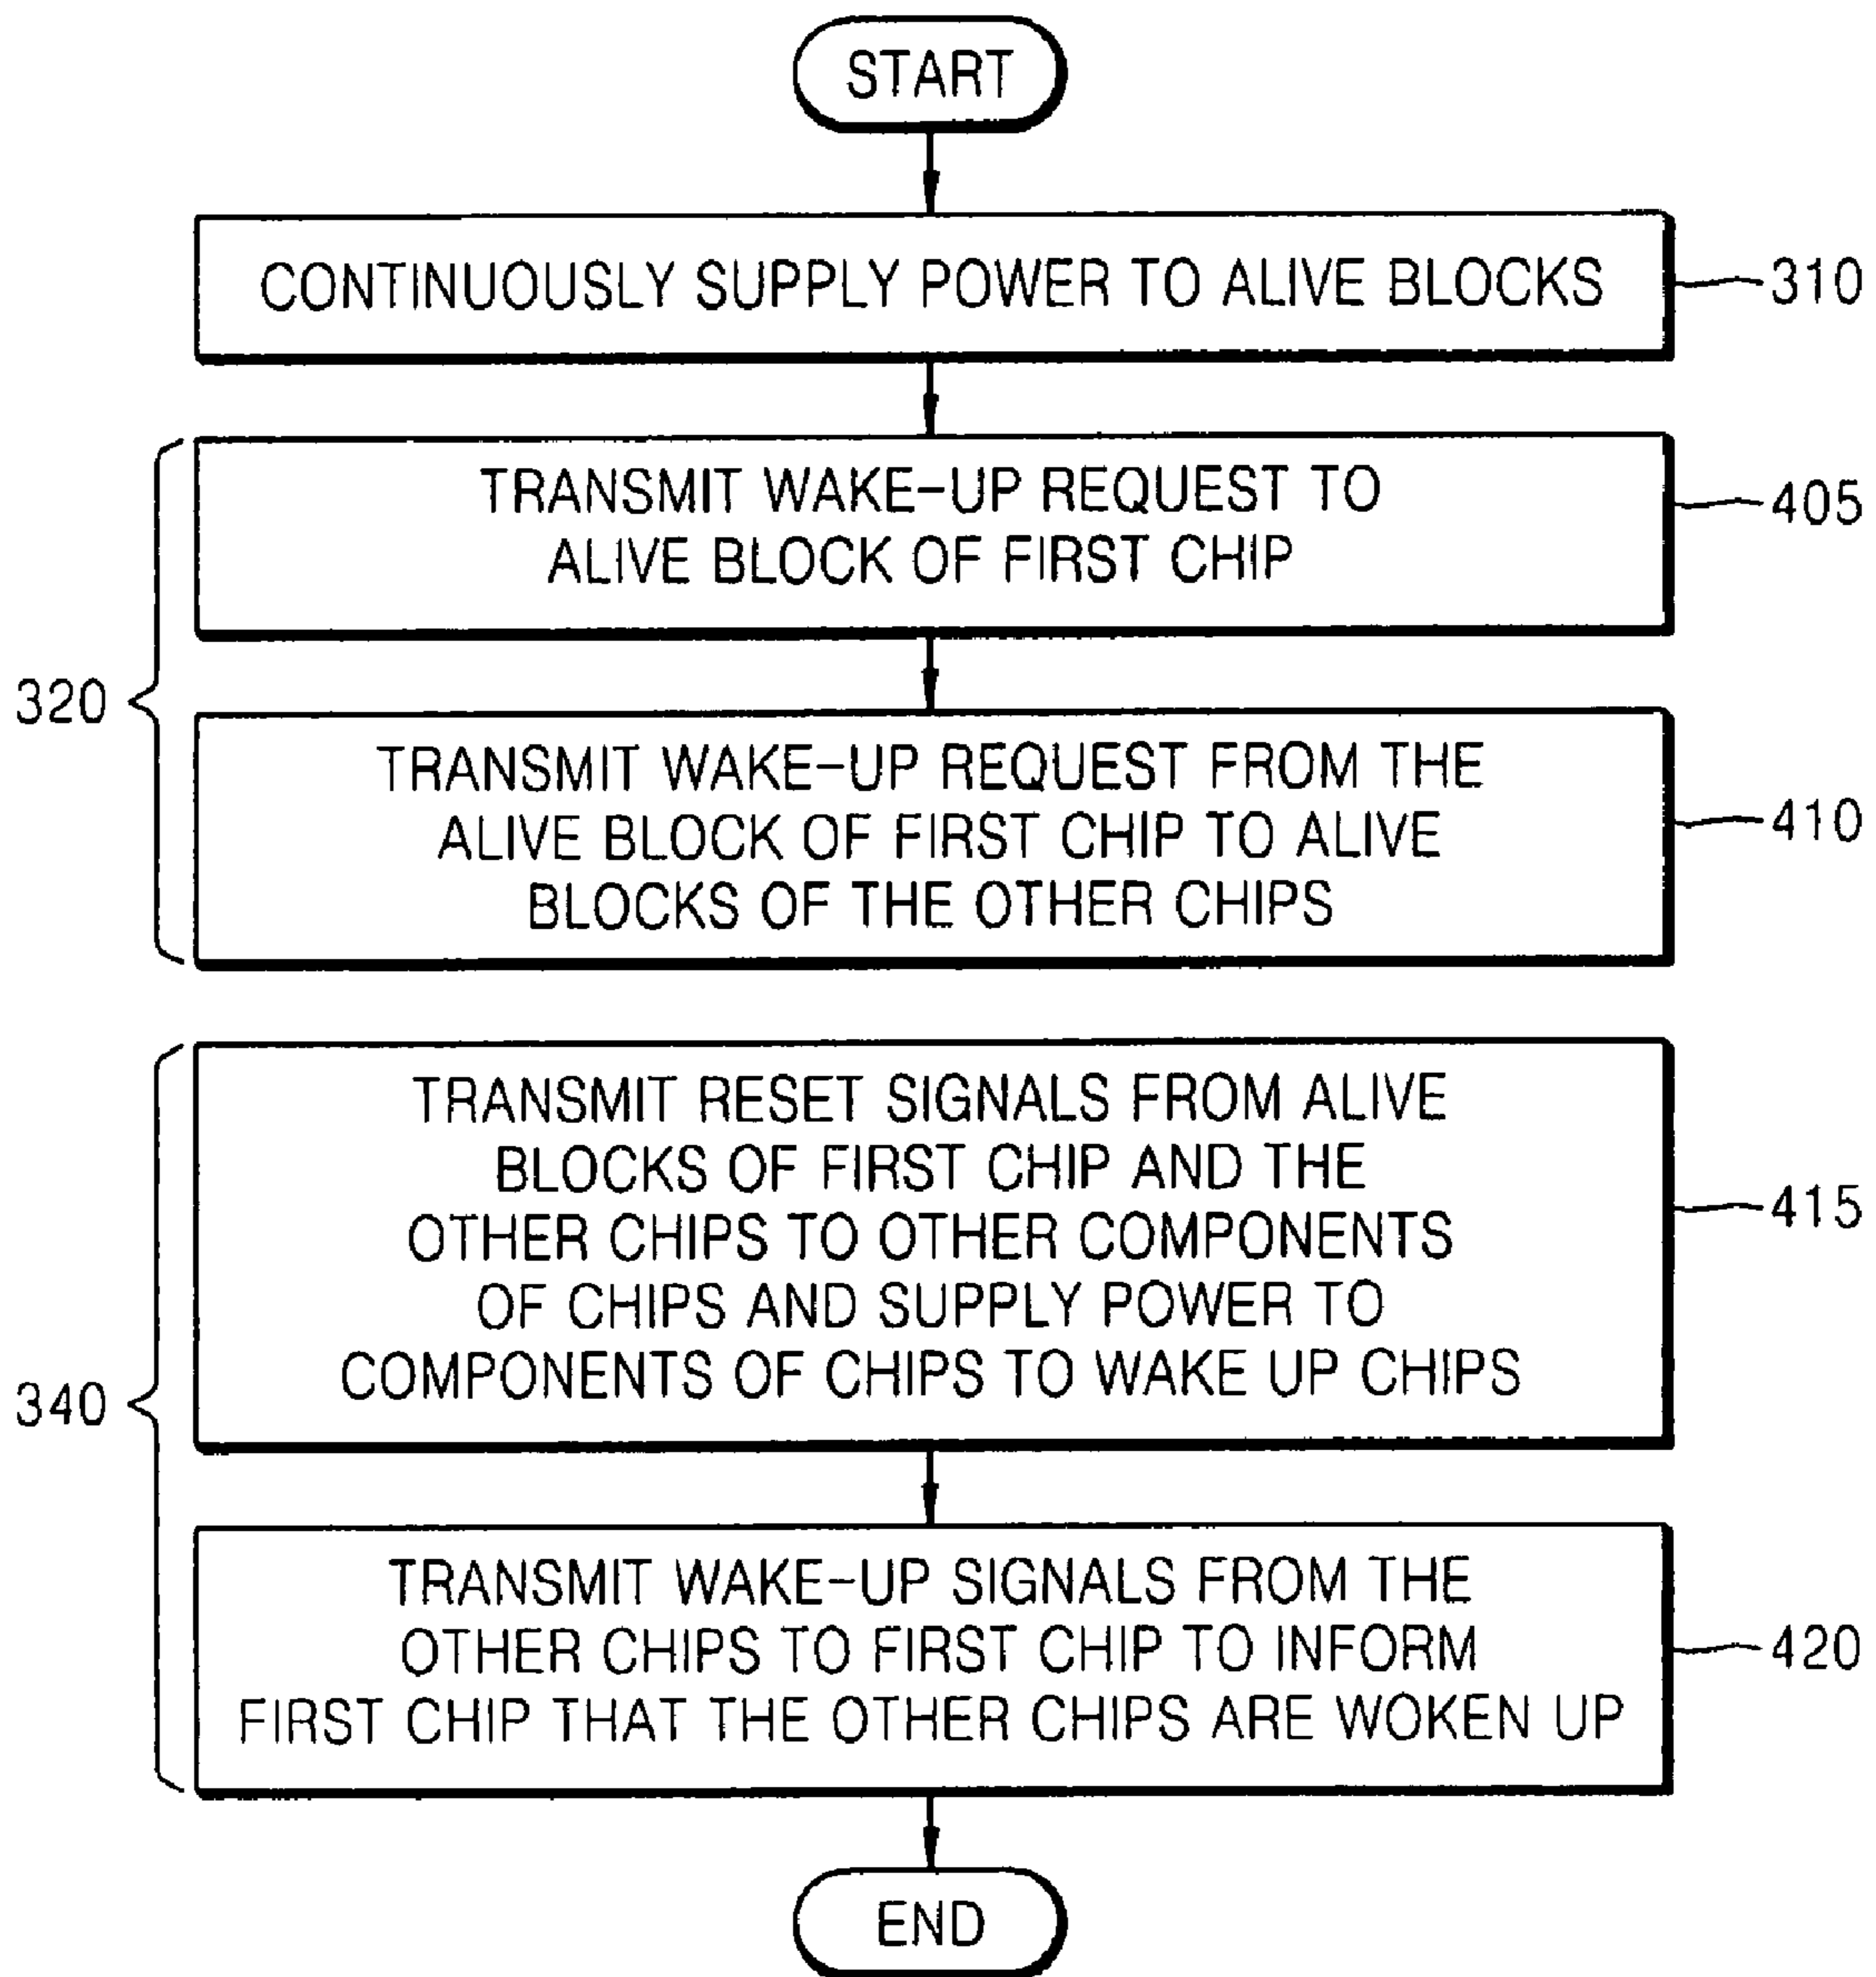 START
CONTINUOUSLY SUPPLY POWER TO ALIVE BLOCKS
310
TRANSMIT WAKE-UP REQUEST TO
ALIVE BLOCK OF FIRST CHIP
405
320
TRANSMIT WAKE-UP REQUEST FROM THE
ALIVE BLOCK OF FIRST CHIP TO ALIVE
BLOCKS OF THE OTHER CHIPS
410
TRANSMIT RESET SIGNALS FROM ALIVE
BLOCKS OF FIRST CHIP AND THE
OTHER CHIPS TO OTHER COMPONENTS
OF CHIPS AND SUPPLY POWER TO
COMPONENTS OF CHIPS TO WAKE UP CHIPS
415
340
TRANSMIT WAKE-UP SIGNALS FROM THE
OTHER CHIPS TO FIRST CHIP TO INFORM
FIRST CHIP THAT THE OTHER CHIPS ARE WOKEN UP
420
END